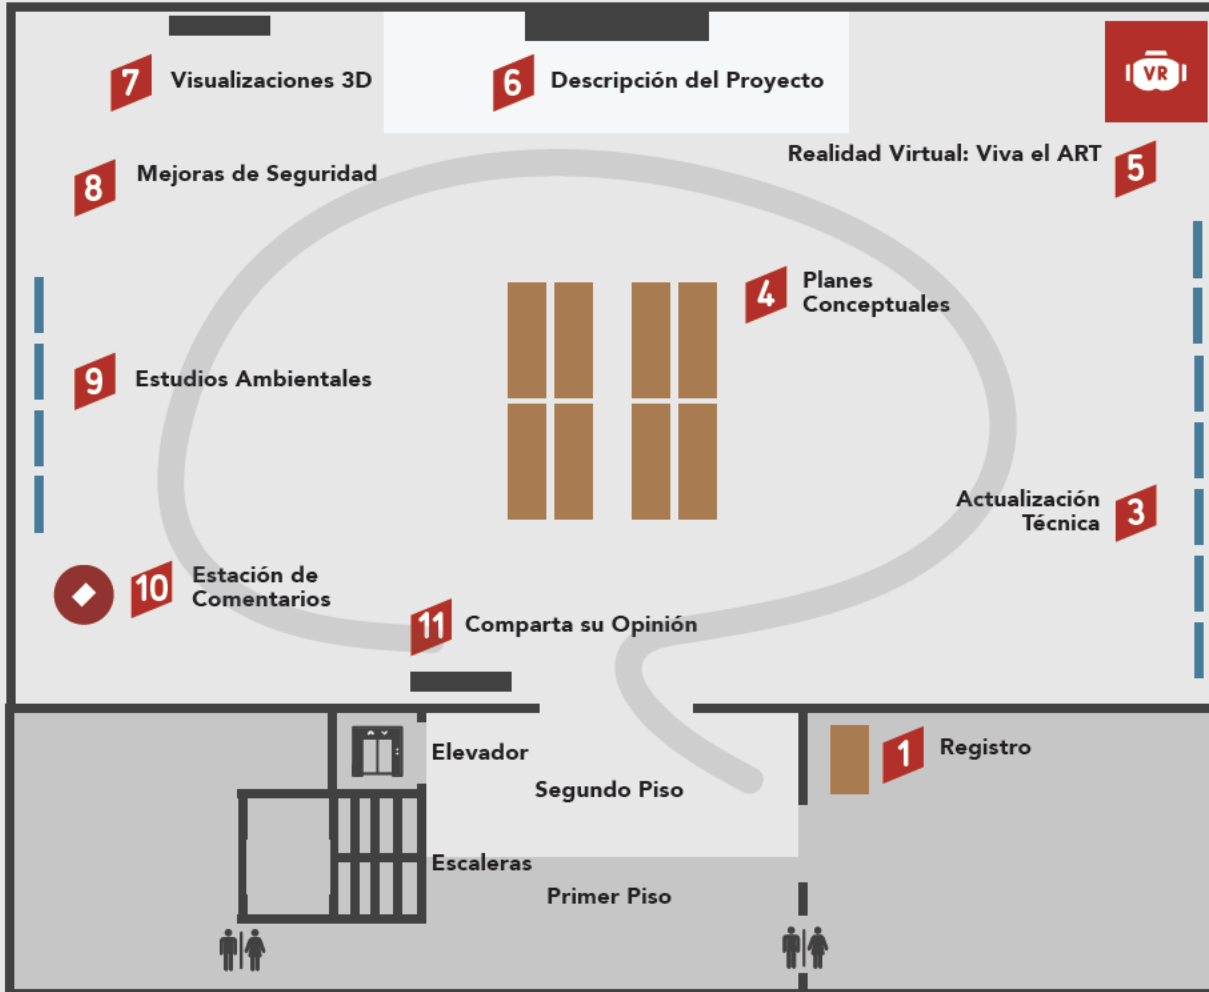 7 Visualizaciones 3D
6 Descripción del Proyecto
VR
Realidad Virtual: Viva el ART 5
8 Mejoras de Seguridad
4 Planes
Conceptuales
9 Estudios Ambientales
Actualización
Técnica 3
10 Estación de
Comentarios
11 Comparta su Opinión
Elevador
1 Registro
Segundo Piso
Escaleras
Primer Piso